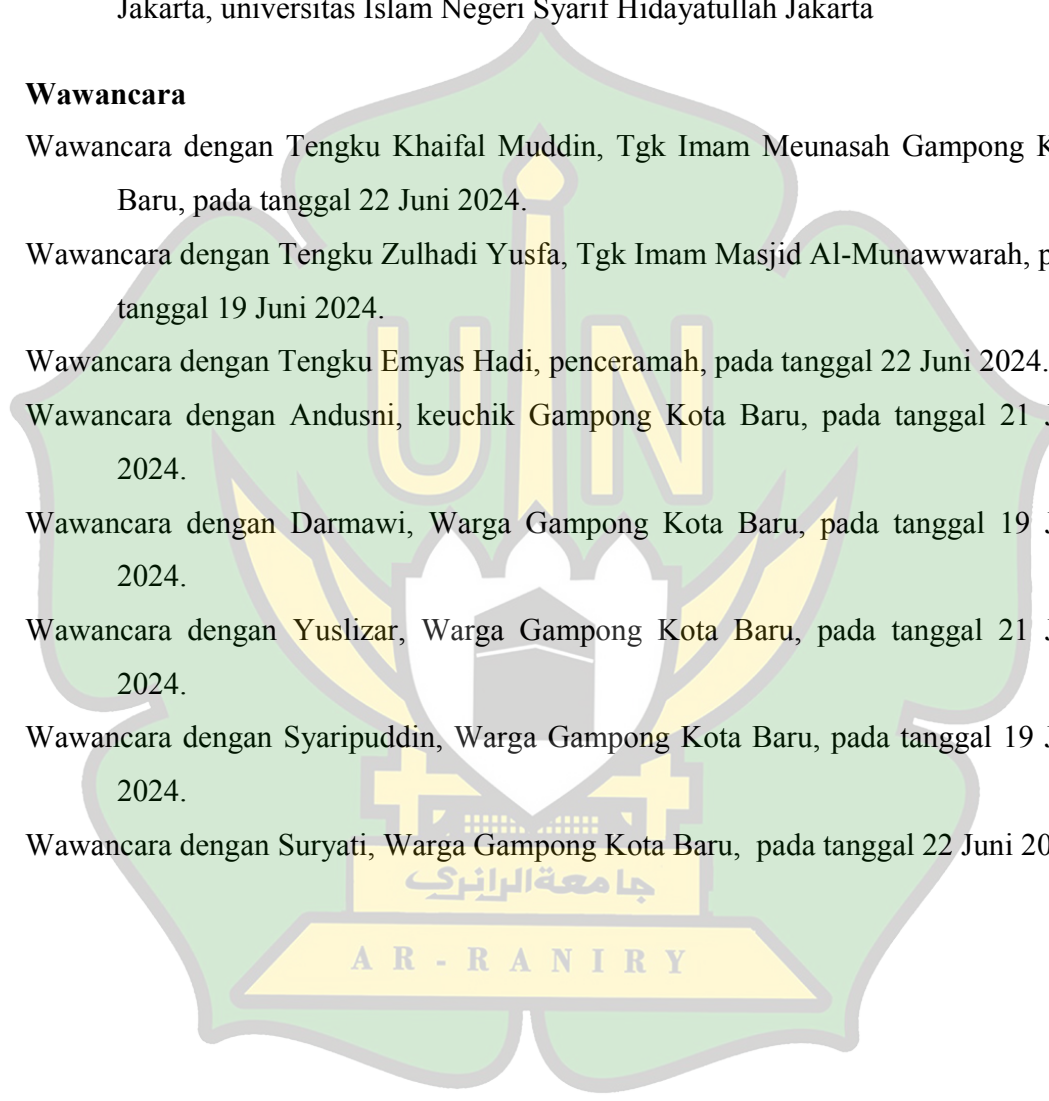 Jakarta, universitas Islam Negeri Syarif Hidayatullah Jakarta
Wawancara
Wawancara dengan Tengku Khaifal Muddin, Tgk Imam Meunasah Gampong K
Baru, pada tanggal 22 Juni 2024.
Wawancara dengan Tengku Zulhadi Yusfa, Tgk Imam Masjid Al-Munawwarah, p
tanggal 19 Juni 2024.
Wawancara dengan Tengku Emyas Hadi, penceramah, pada tanggal 22 Juni 2024.
Wawancara dengan Andusni, keuchik Gampong Kota Baru, pada tanggal 21 J
2024.
Wawancara dengan Darmawi, Warga Gampong Kota Baru, pada tanggal 19 J
2024.
Wawancara dengan Yuslizar, Warga Gampong Kota Baru, pada tanggal 21 J
2024.
Wawancara dengan Syaripuddin, Warga Gampong Kota Baru, pada tanggal 19 J
2024.
Wawancara dengan Suryati, Warga Gampong Kota Baru, pada tanggal 22 Juni 20
UIN
جامعة الرانري
AR-RANIRY